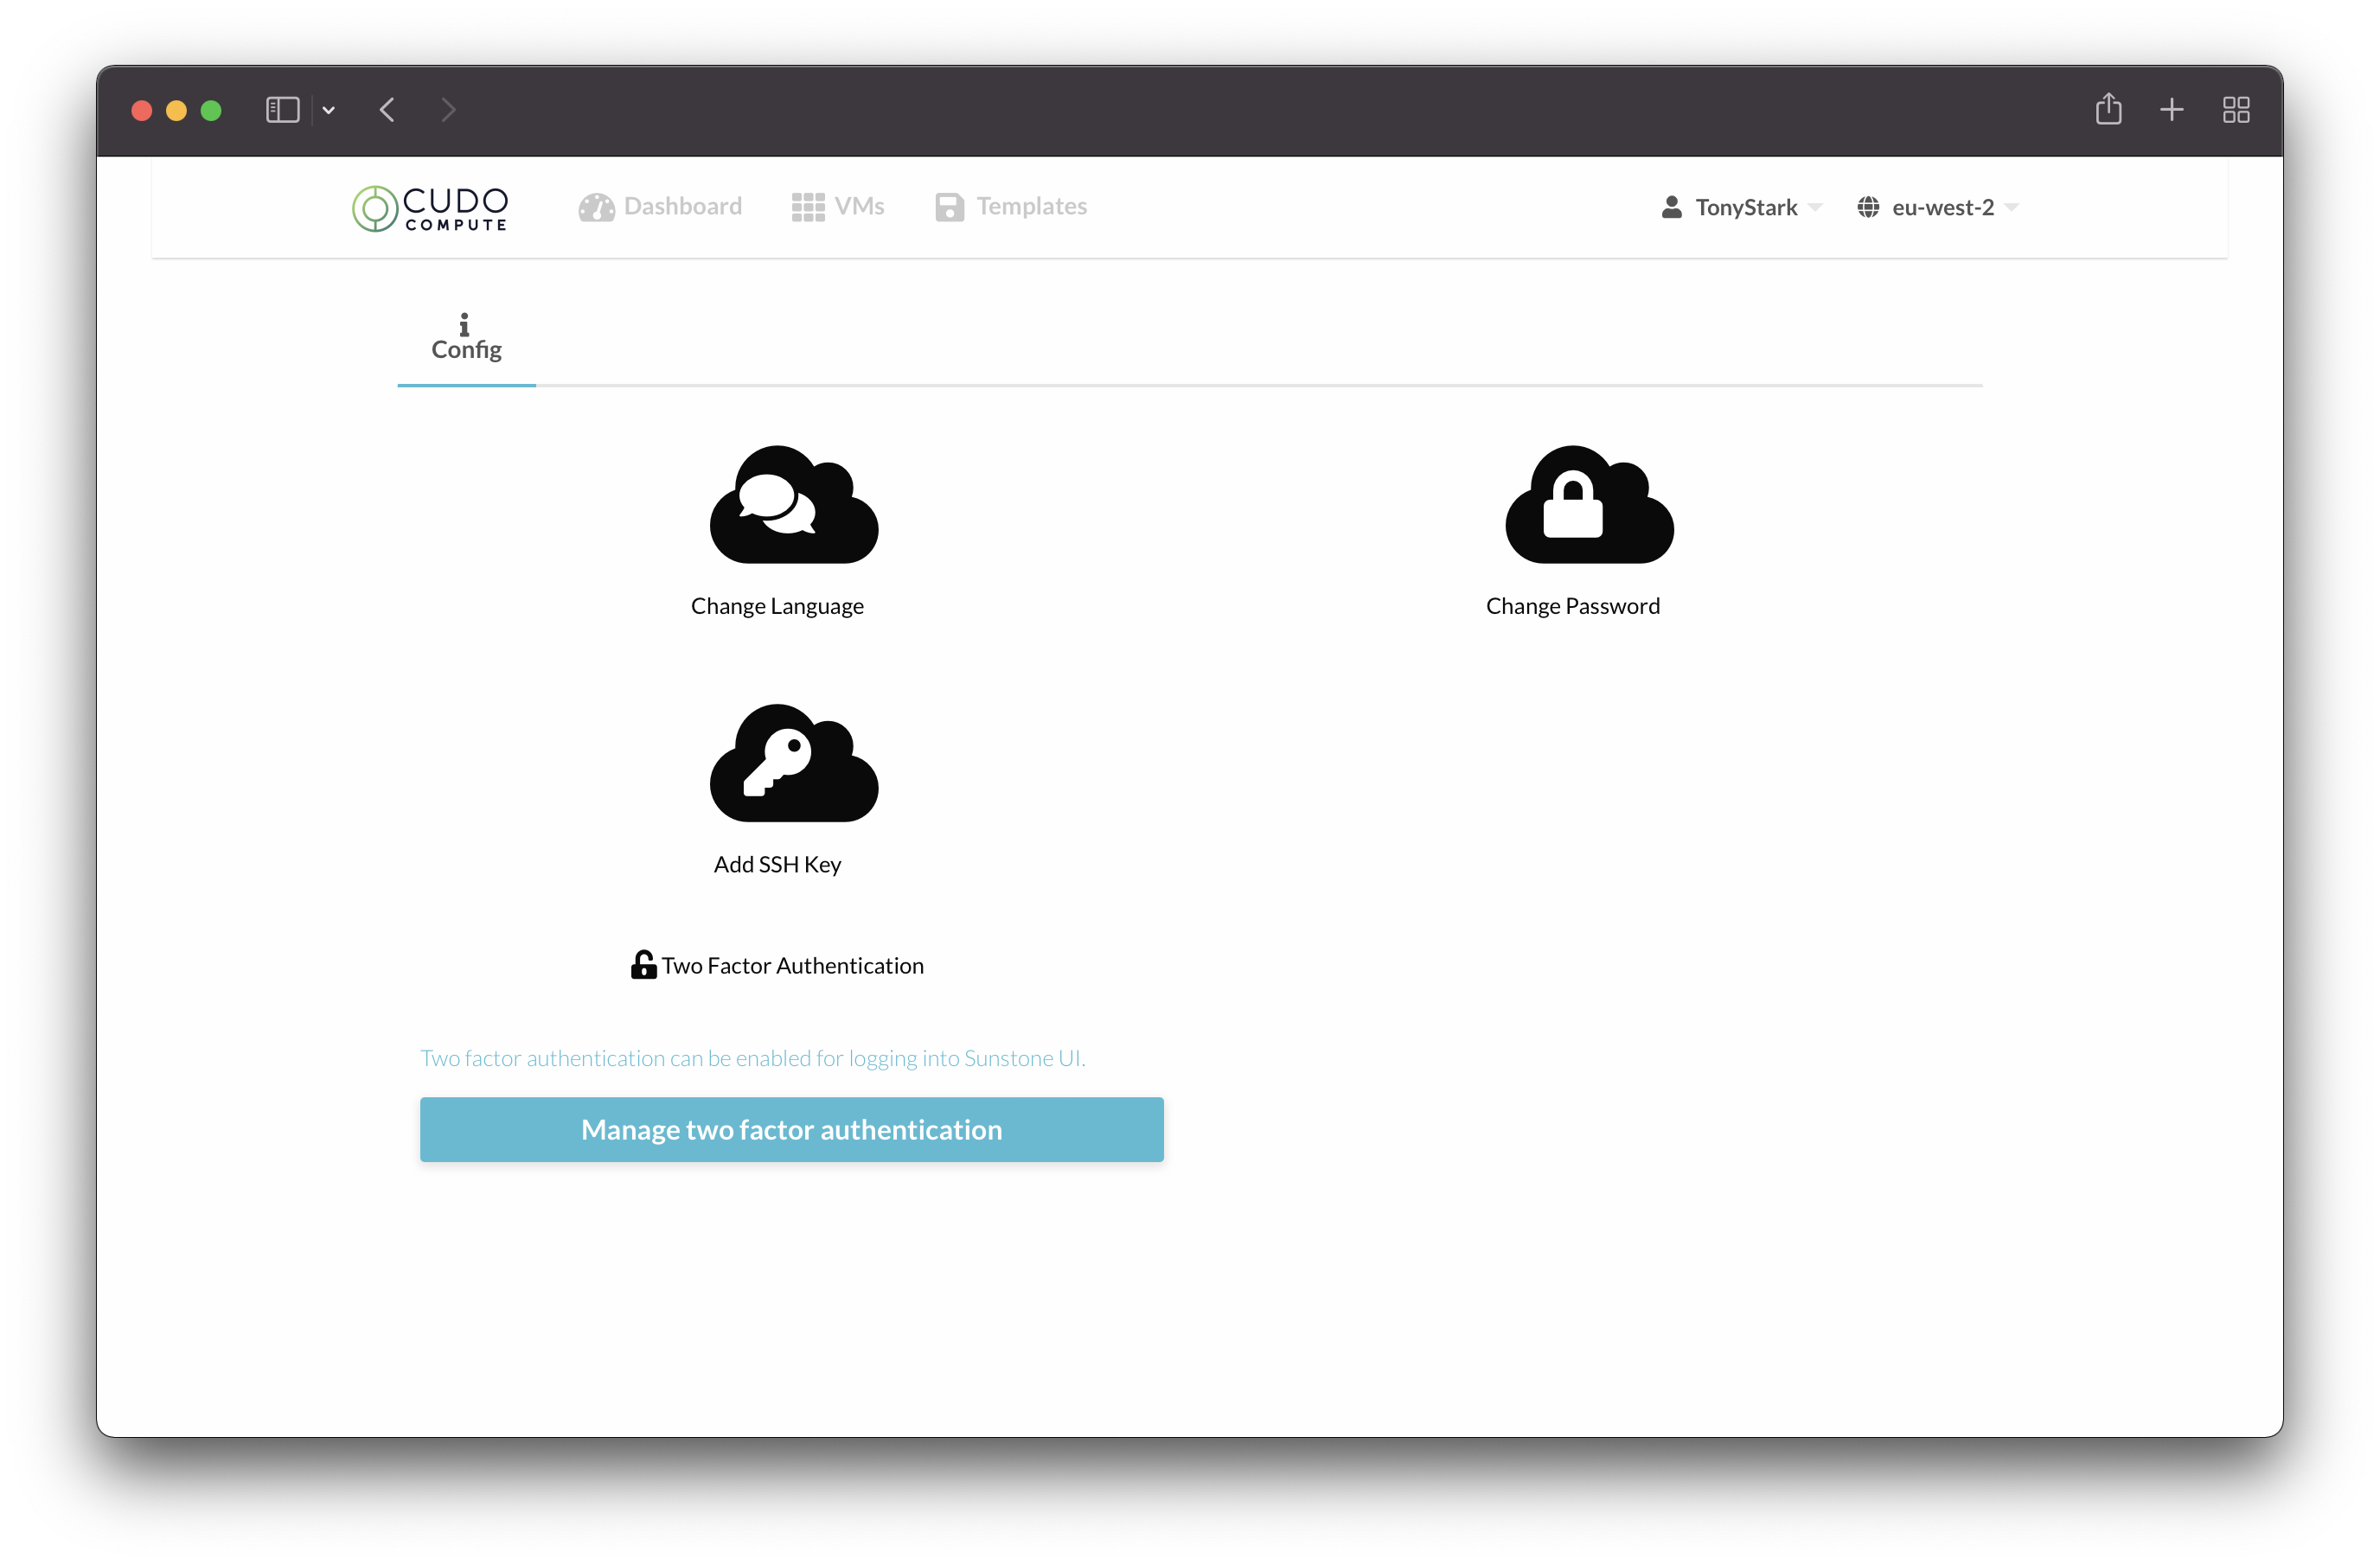 CUDO
COMPUTE
Dashboard
VMs
Templates
TonyStark
eu-west-2
Config
Change Language
Change Password
Add SSH Key
Two Factor Authentication
Two factor authentication can be enabled for logging into Sunstone UI.
Manage two factor authentication